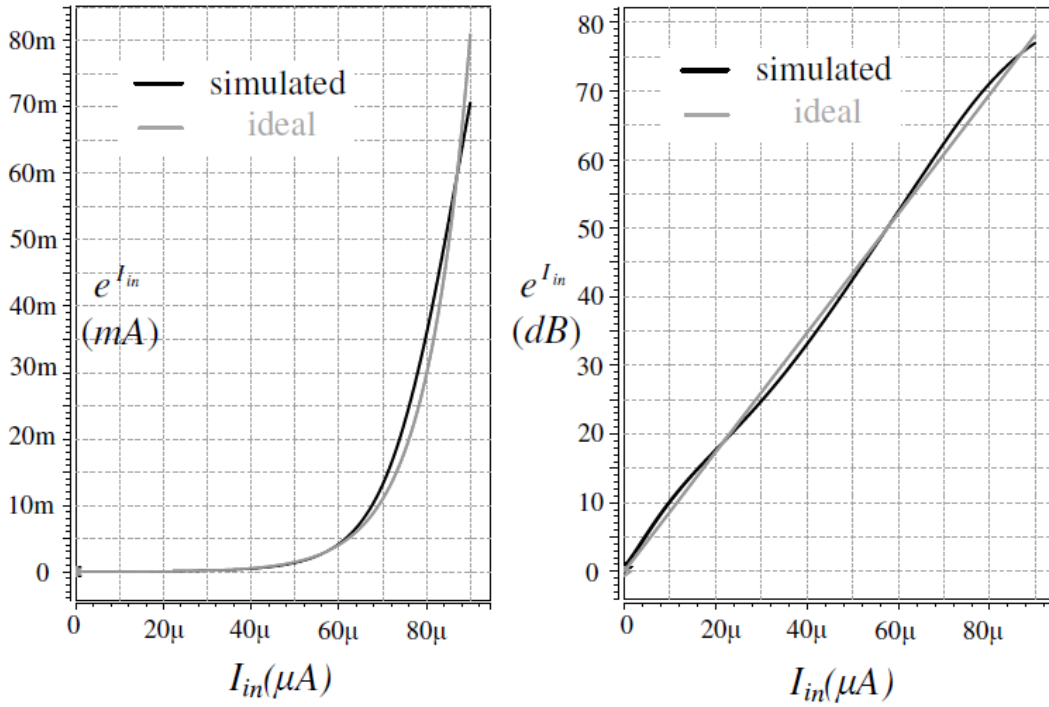 80m
70m
60m
50m
40m
30m
20m
10m
0
simulated
ideal
e^{I_{in}}
(mA)
0
20μ
40μ
60μ
80μ
I_{in}(μA)
80
70
60
50
40
30
20
10
0
simulated
ideal
e^{I_{in}}
(dB)
0
20μ
40μ
60μ
80μ
I_{in}(μA)